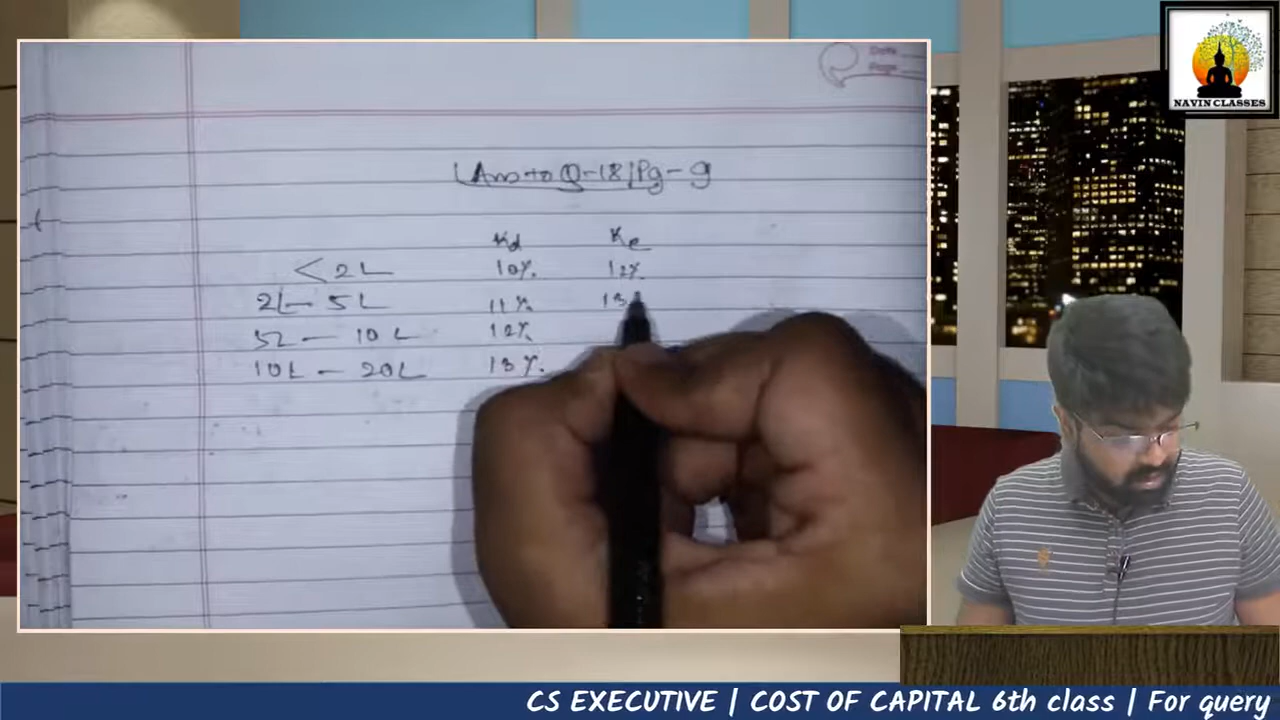 Ans to Q-18 | Pg-9
Kd Ke
< 2L 10%. 12%.
2L — 5L 11%. 13
5L — 10L 12%.
10L — 20L 13%.
NAVIN CLASSES
CS EXECUTIVE | COST OF CAPITAL 6th class | For query